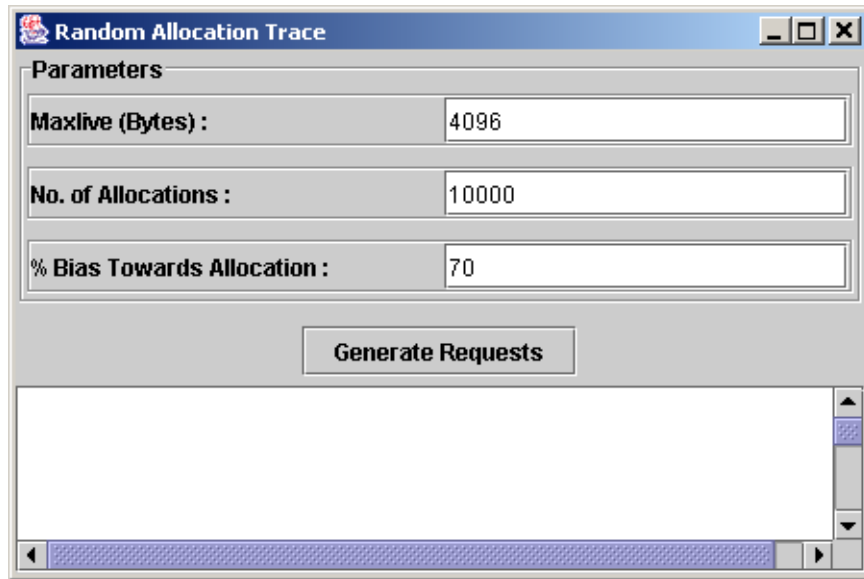 Random Allocation Trace
Parameters
Maxlive (Bytes) : 4096
No. of Allocations : 10000
% Bias Towards Allocation : 70
Generate Requests